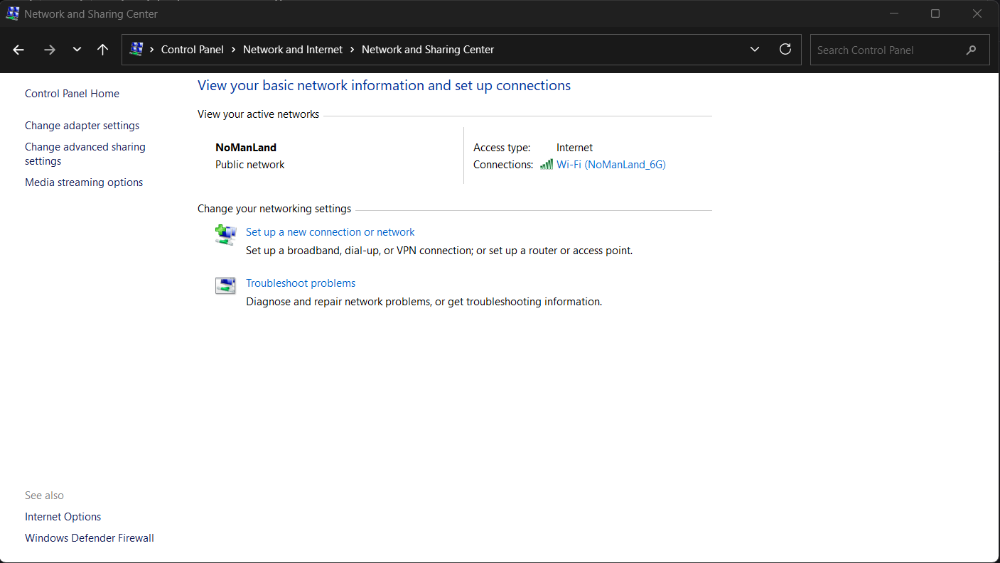 Network and Sharing Center
Control Panel › Network and Internet › Network and Sharing Center
Search Control Panel
Control Panel Home
Change adapter settings
Change advanced sharing
settings
Media streaming options
View your basic network information and set up connections
View your active networks
NoManLand
Public network
Access type: Internet
Connections: Wi-Fi (NoManLand_6G)
Change your networking settings
Set up a new connection or network
Set up a broadband, dial-up, or VPN connection; or set up a router or access point.
Troubleshoot problems
Diagnose and repair network problems, or get troubleshooting information.
See also
Internet Options
Windows Defender Firewall